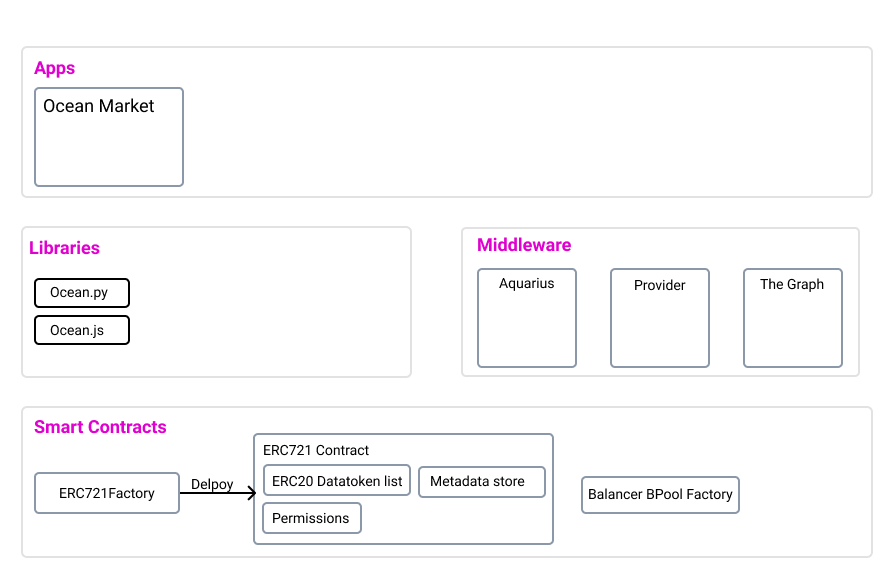 Apps
Ocean Market
Libraries
Ocean.py
Ocean.js
Middleware
Aquarius
Provider
The Graph
Smart Contracts
ERC721Factory
Delpoy
ERC721 Contract
ERC20 Datatoken list
Metadata store
Permissions
Balancer BPool Factory